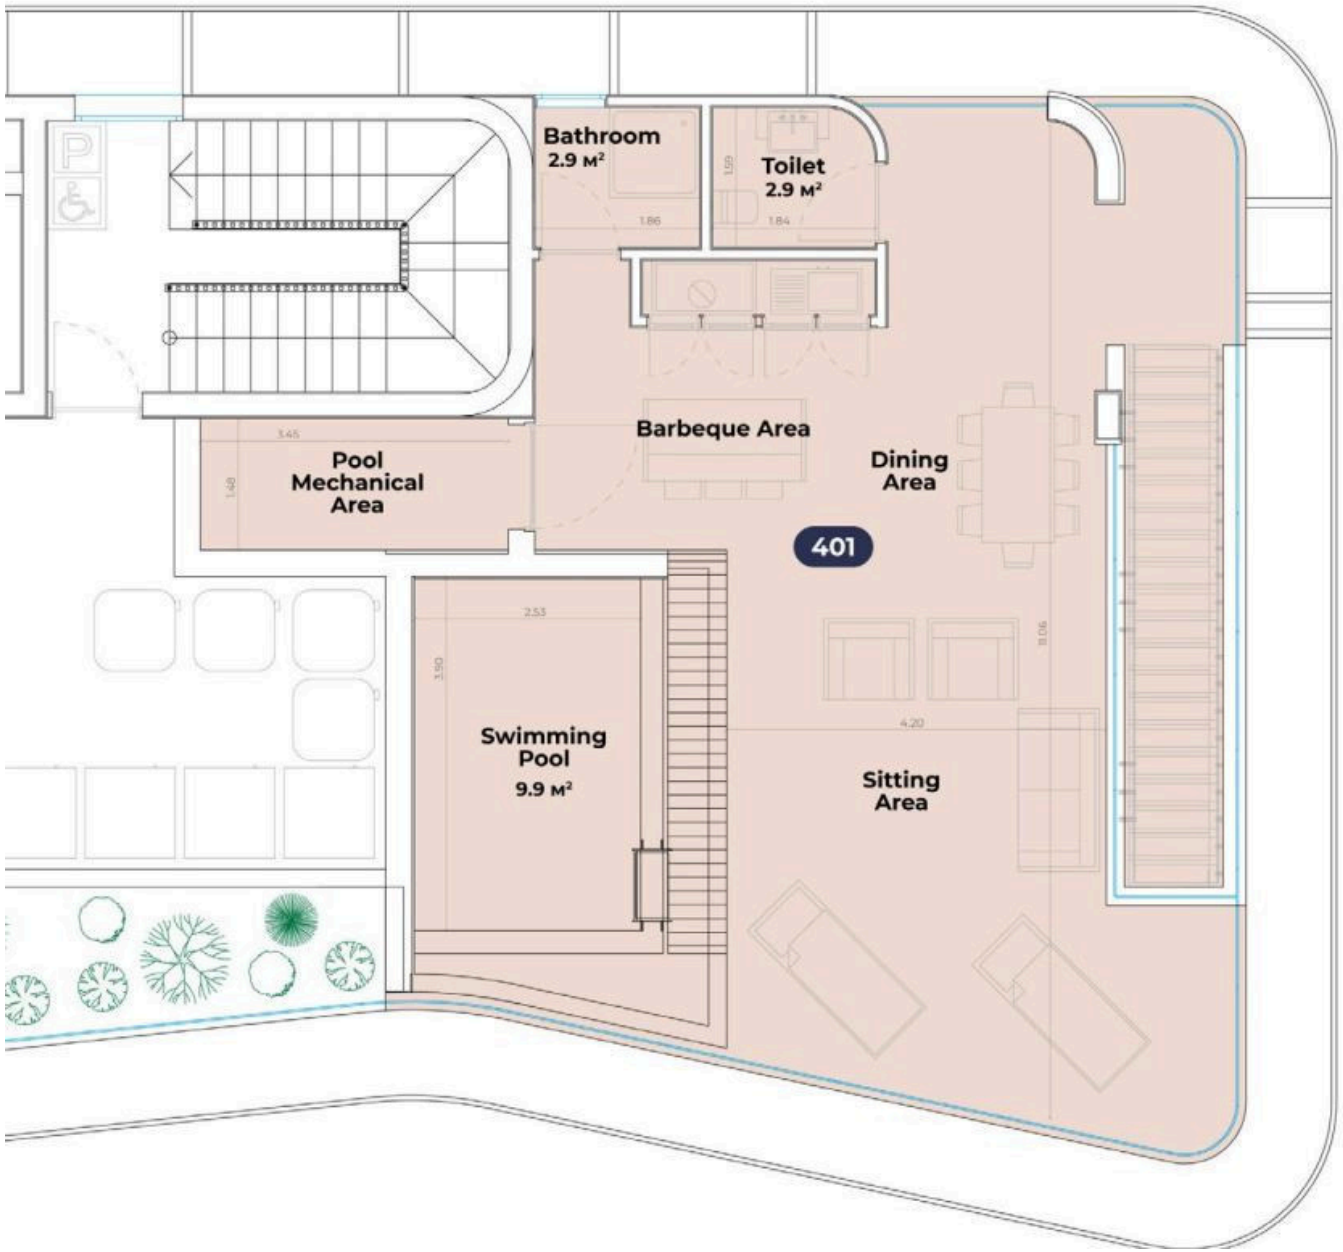 P
Bathroom
2.9 м²
Toilet
2.9 м²
1.59
1.86
1.84
3.45
1.48
Pool
Mechanical
Area
Barbeque Area
Dining
Area
401
2.53
3.90
11.06
4.20
Swimming
Pool
9.9 м²
Sitting
Area